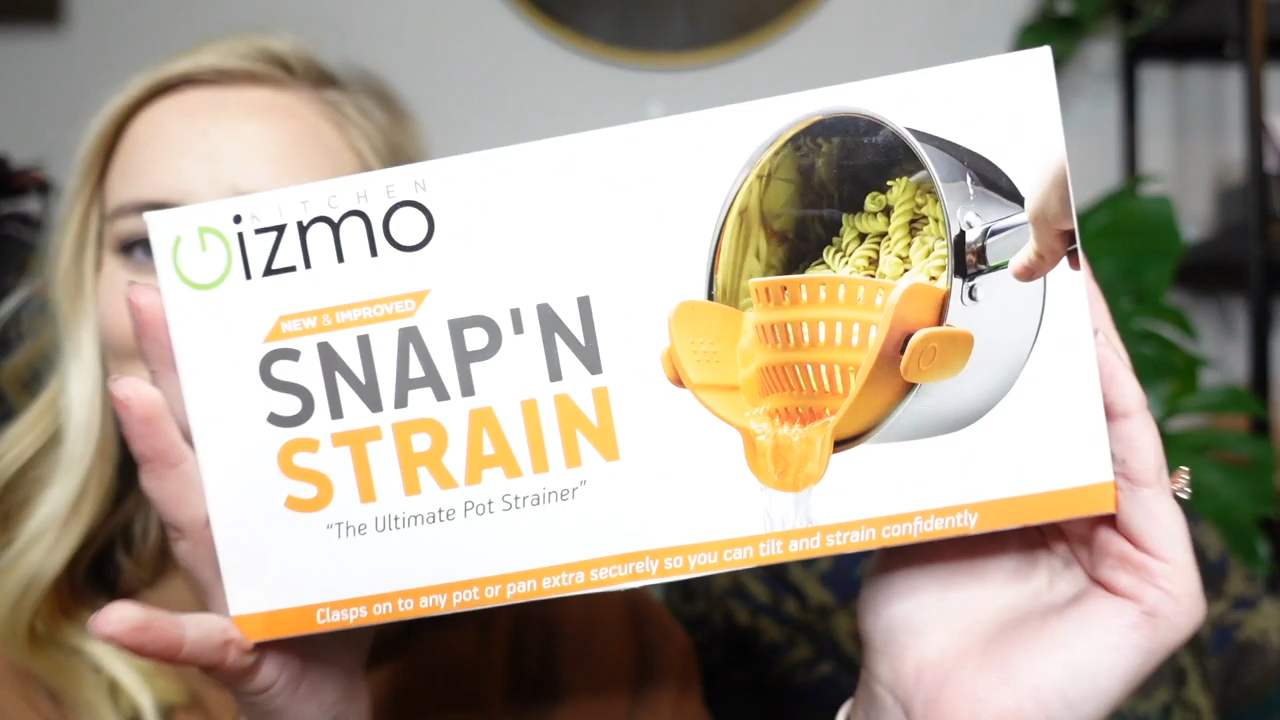 KITCHEN
Gizmo
NEW & IMPROVED
SNAP'N
STRAIN
“The Ultimate Pot Strainer”
Clasps on to any pot or pan extra securely so you can tilt and strain confidently